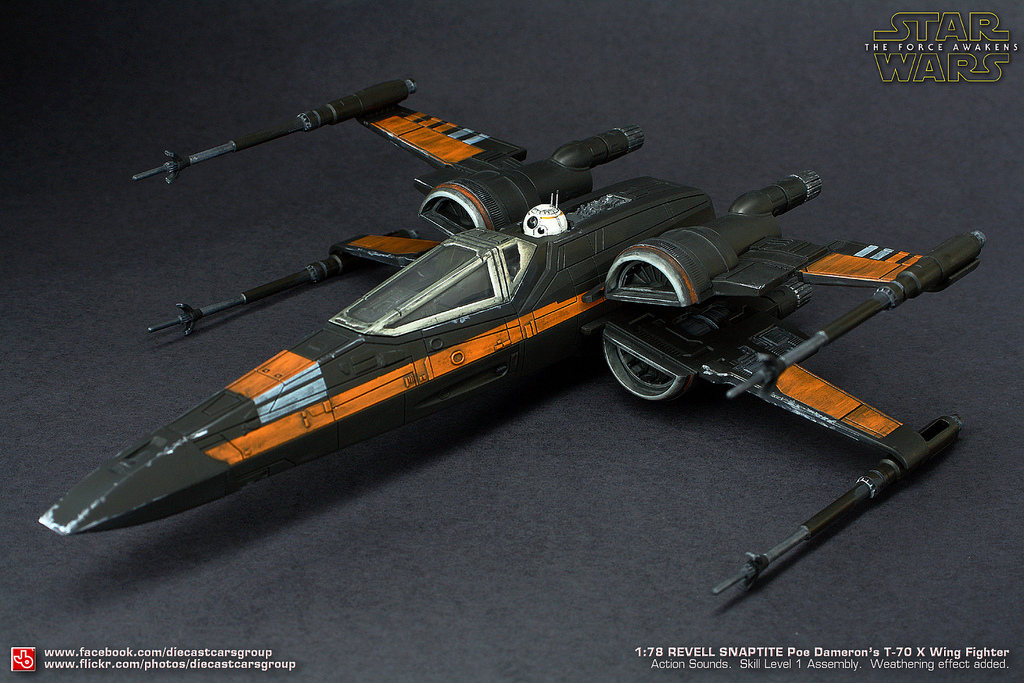 STAR
THE FORCE AWAKENS
WARS
www.facebook.com/diecastcarsgroup
www.flickr.com/photos/diecastcarsgroup
1:78 REVELL SNAPTITE Poe Dameron's T-70 X Wing Fighter
Action Sounds. Skill Level 1 Assembly. Weathering effect added.